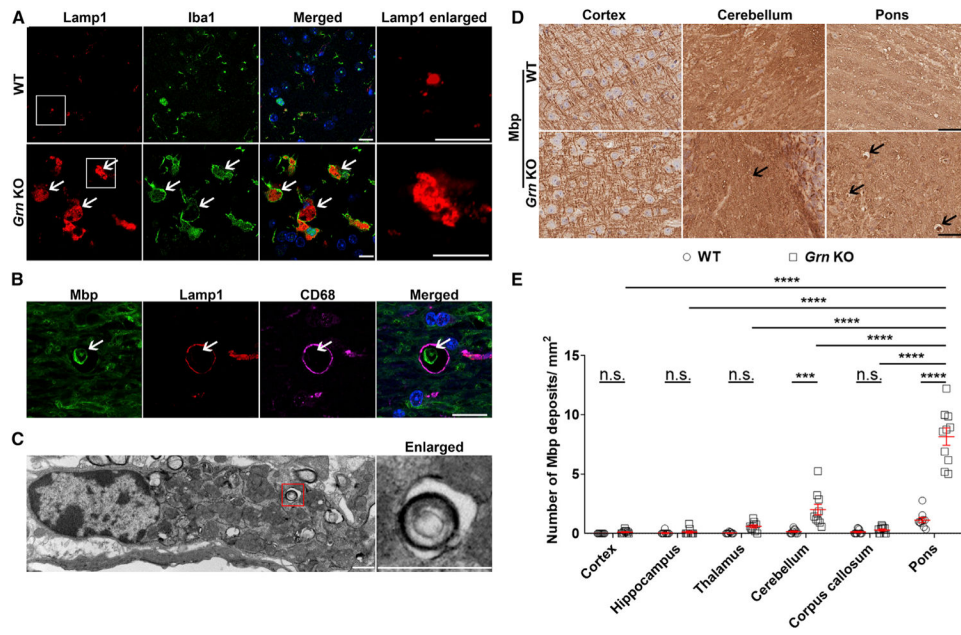 A
Lamp1 Iba1 Merged Lamp1 enlarged
WT
Grn KO
B
Mbp Lamp1 CD68 Merged
C
Enlarged
D
Cortex Cerebellum Pons
Mbp
WT
Grn KO
E
WT Grn KO
****
****
****
****
****
n.s. n.s. n.s. *** n.s. ****
Number of Mbp deposits/ mm²
15
10
5
0
Cortex
Hippocampus
Thalamus
Cerebellum
Corpus callosum
Pons